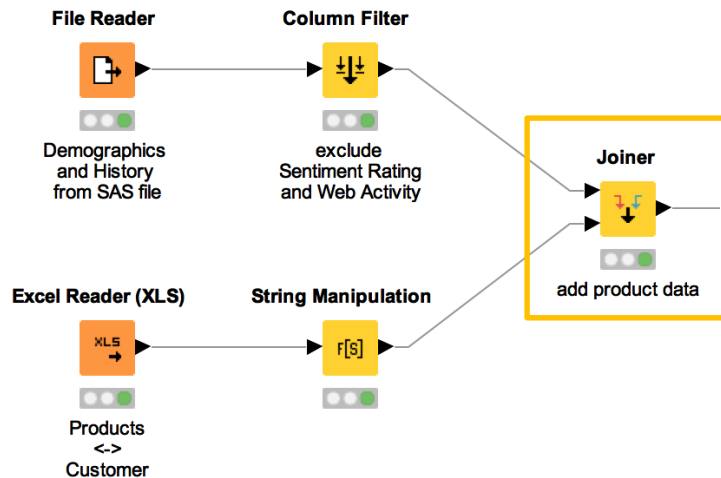 File Reader
Column Filter
Demographics
and History
from SAS file
exclude
Sentiment Rating
and Web Activity
Joiner
add product data
Excel Reader (XLS)
String Manipulation
XLS
F[S]
Products
<->
Customer